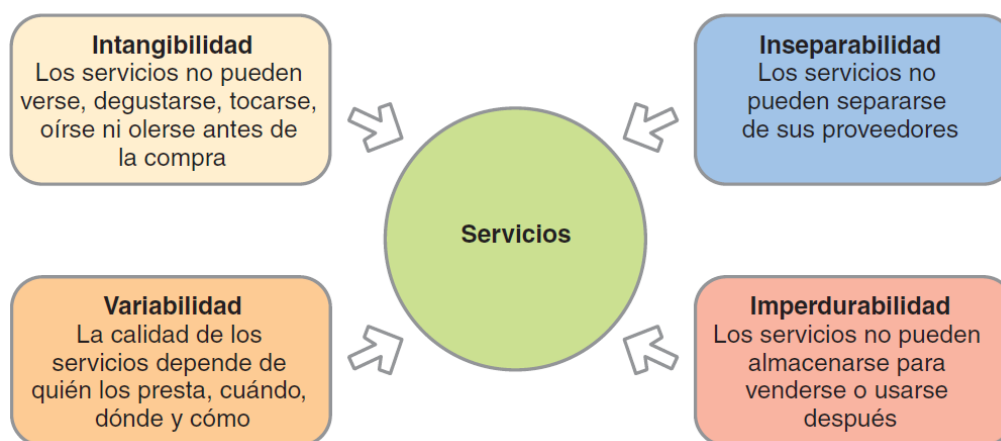 Intangibilidad
Los servicios no pueden
verse, degustarse, tocarse,
oírse ni olerse antes de
la compra
Inseparabilidad
Los servicios no
pueden separarse
de sus proveedores
Servicios
Variabilidad
La calidad de los
servicios depende de
quién los presta, cuándo,
dónde y cómo
Imperdurabilidad
Los servicios no pueden
almacenarse para
venderse o usarse
después